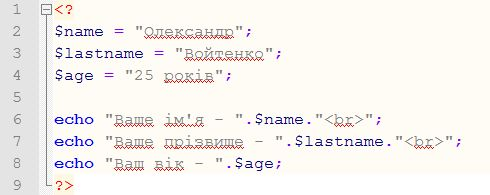 1 <?
2 $name = "Олександр";
3 $lastname = "Войтенко";
4 $age = "25 років";
5
6 echo "Ваше ім'я - ".$name."<br>";
7 echo "Ваше прізвище - ".$lastname."<br>";
8 echo "Ваш вік - ".$age;
9 ?>